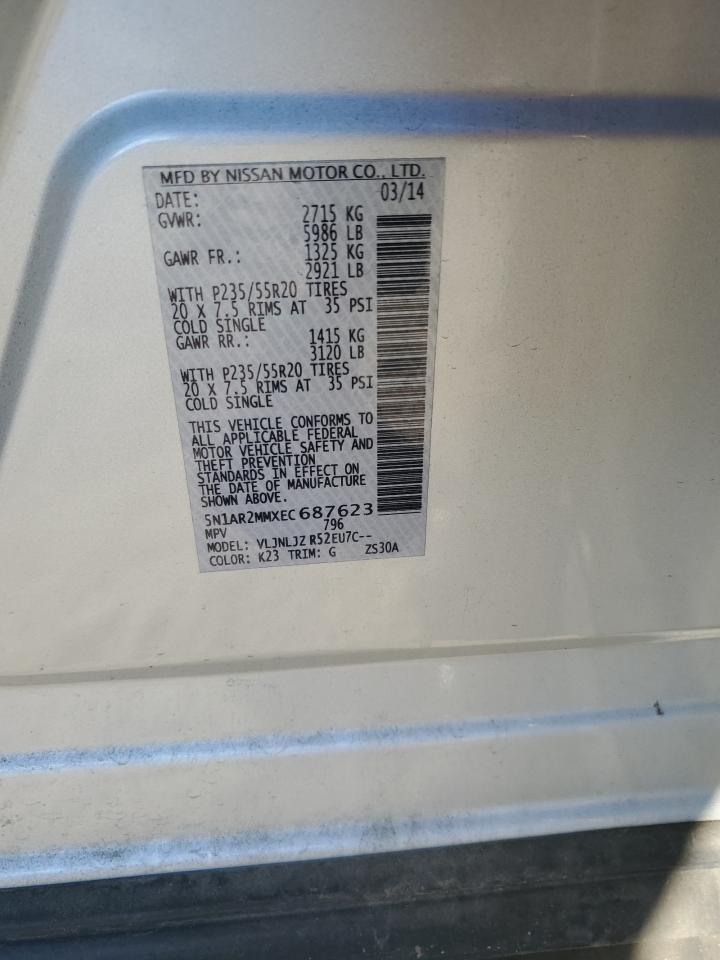 MFD BY NISSAN MOTOR CO., LTD.
DATE: 03/14
GVWR: 2715 KG
5986 LB
GAWR FR.: 1325 KG
2921 LB
WITH P235/55R20 TIRES
20 X 7.5 RIMS AT 35 PSI
COLD SINGLE
GAWR RR.: 1415 KG
3120 LB
WITH P235/55R20 TIRES
20 X 7.5 RIMS AT 35 PSI
COLD SINGLE
THIS VEHICLE CONFORMS TO
ALL APPLICABLE FEDERAL
MOTOR VEHICLE SAFETY AND
THEFT PREVENTION
STANDARDS IN EFFECT ON
THE DATE OF MANUFACTURE
SHOWN ABOVE.
5N1AR2MMXEC687623
MPV 796
MODEL: VLJNLJZ R52EU7C--
COLOR: K23 TRIM: G ZS30A